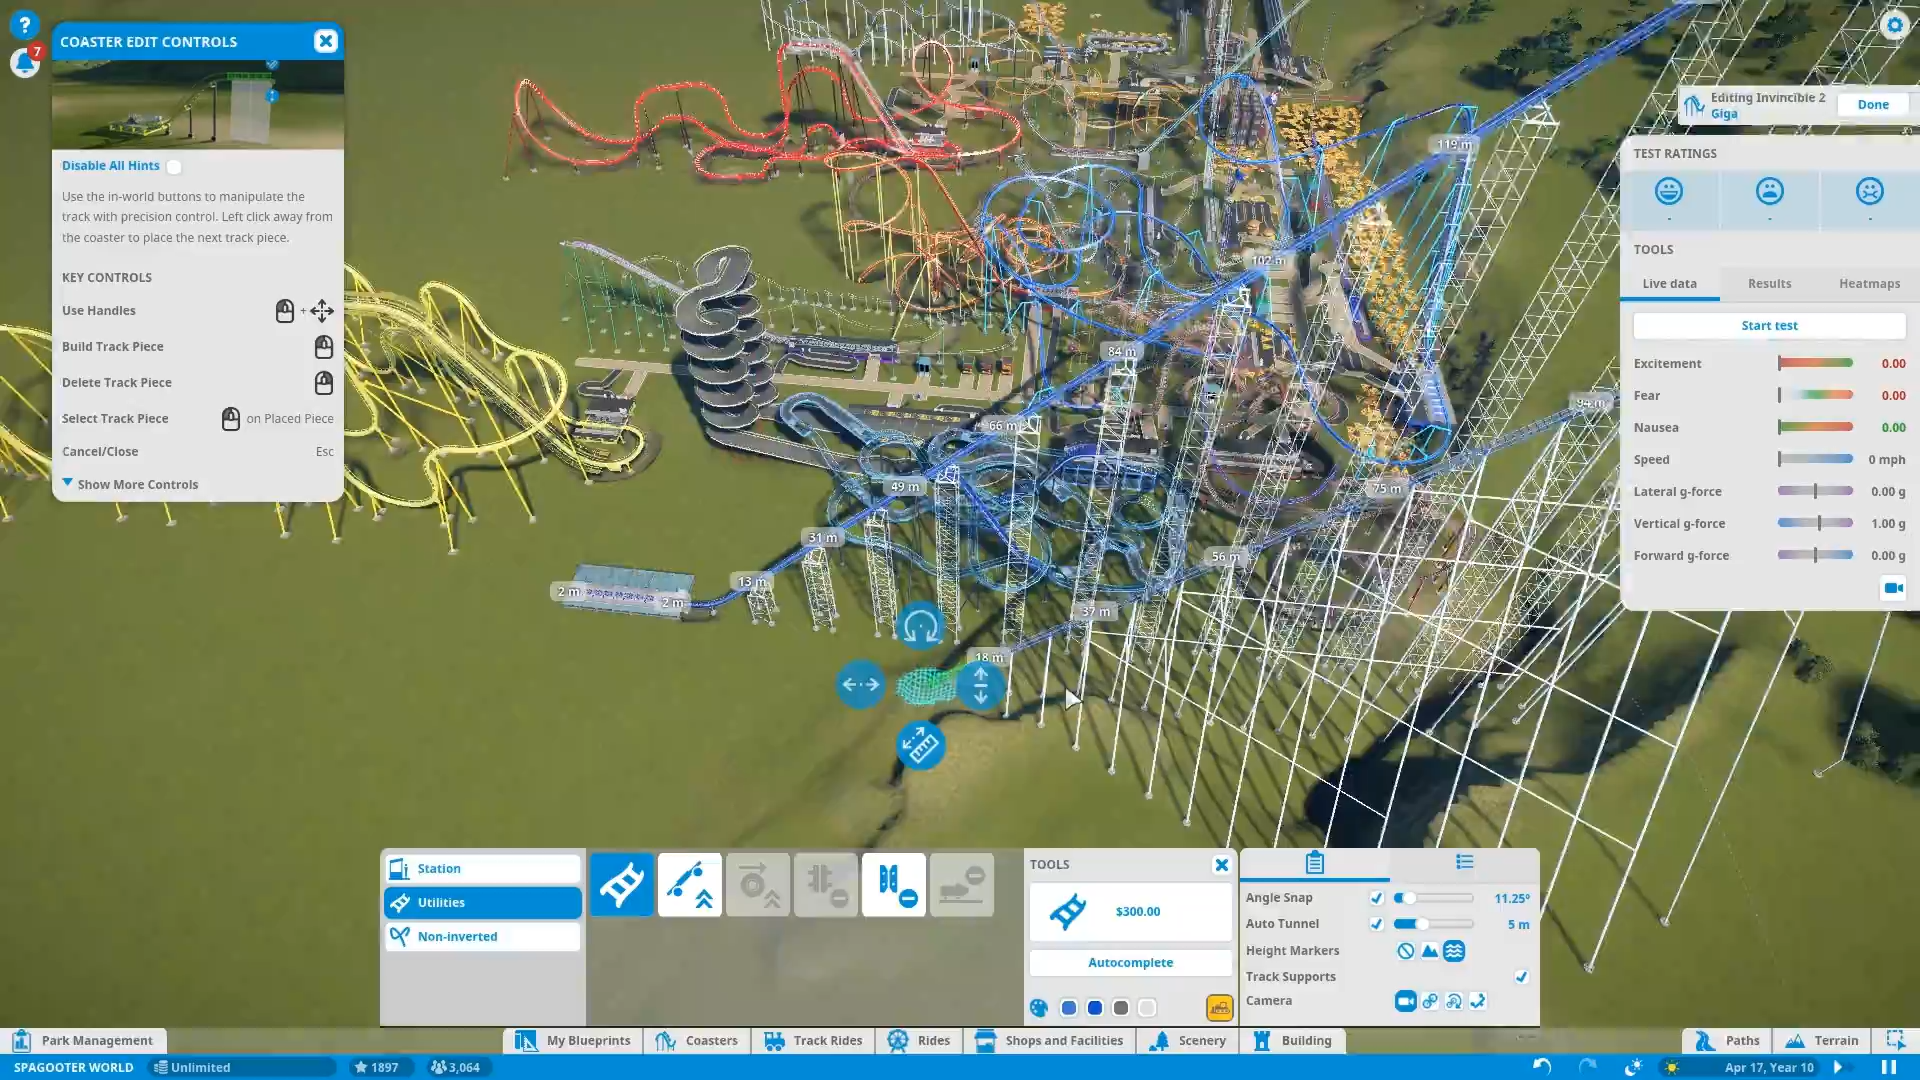 ?
7
COASTER EDIT CONTROLS
Disable All Hints
Use the in-world buttons to manipulate the
track with precision control. Left click away from
the coaster to place the next track piece.
KEY CONTROLS
Use Handles
+
Build Track Piece
Delete Track Piece
Select Track Piece
on Placed Piece
Cancel/Close
Esc
Show More Controls
119 m
102 m
84 m
66 m
49 m
31 m
13 m
2 m
2 m
94 m
75 m
56 m
37 m
18 m
Editing Invincible 2
Giga
Done
TEST RATINGS
-
-
-
TOOLS
Live data
Results
Heatmaps
Start test
Excitement 0.00
Fear 0.00
Nausea 0.00
Speed 0 mph
Lateral g-force 0.00 g
Vertical g-force 1.00 g
Forward g-force 0.00 g
Station
Utilities
Non-inverted
TOOLS
$300.00
Autocomplete
Angle Snap 11.25°
Auto Tunnel 5 m
Height Markers
Track Supports
Camera
Park Management
My Blueprints
Coasters
Track Rides
Rides
Shops and Facilities
Scenery
Building
Paths
Terrain
SPAGOOTER WORLD
Unlimited
1897
3,064
Apr 17, Year 10